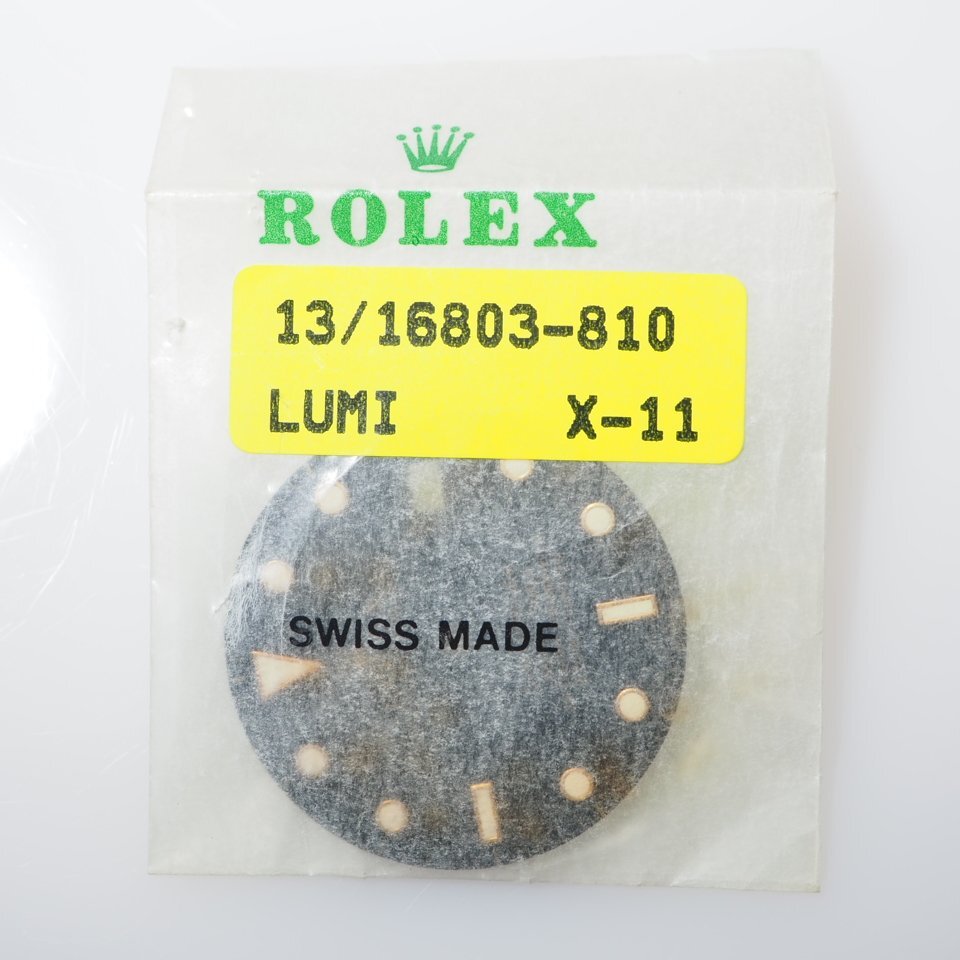 ROLEX
13/16803-810
LUMI X-11
SWISS MADE